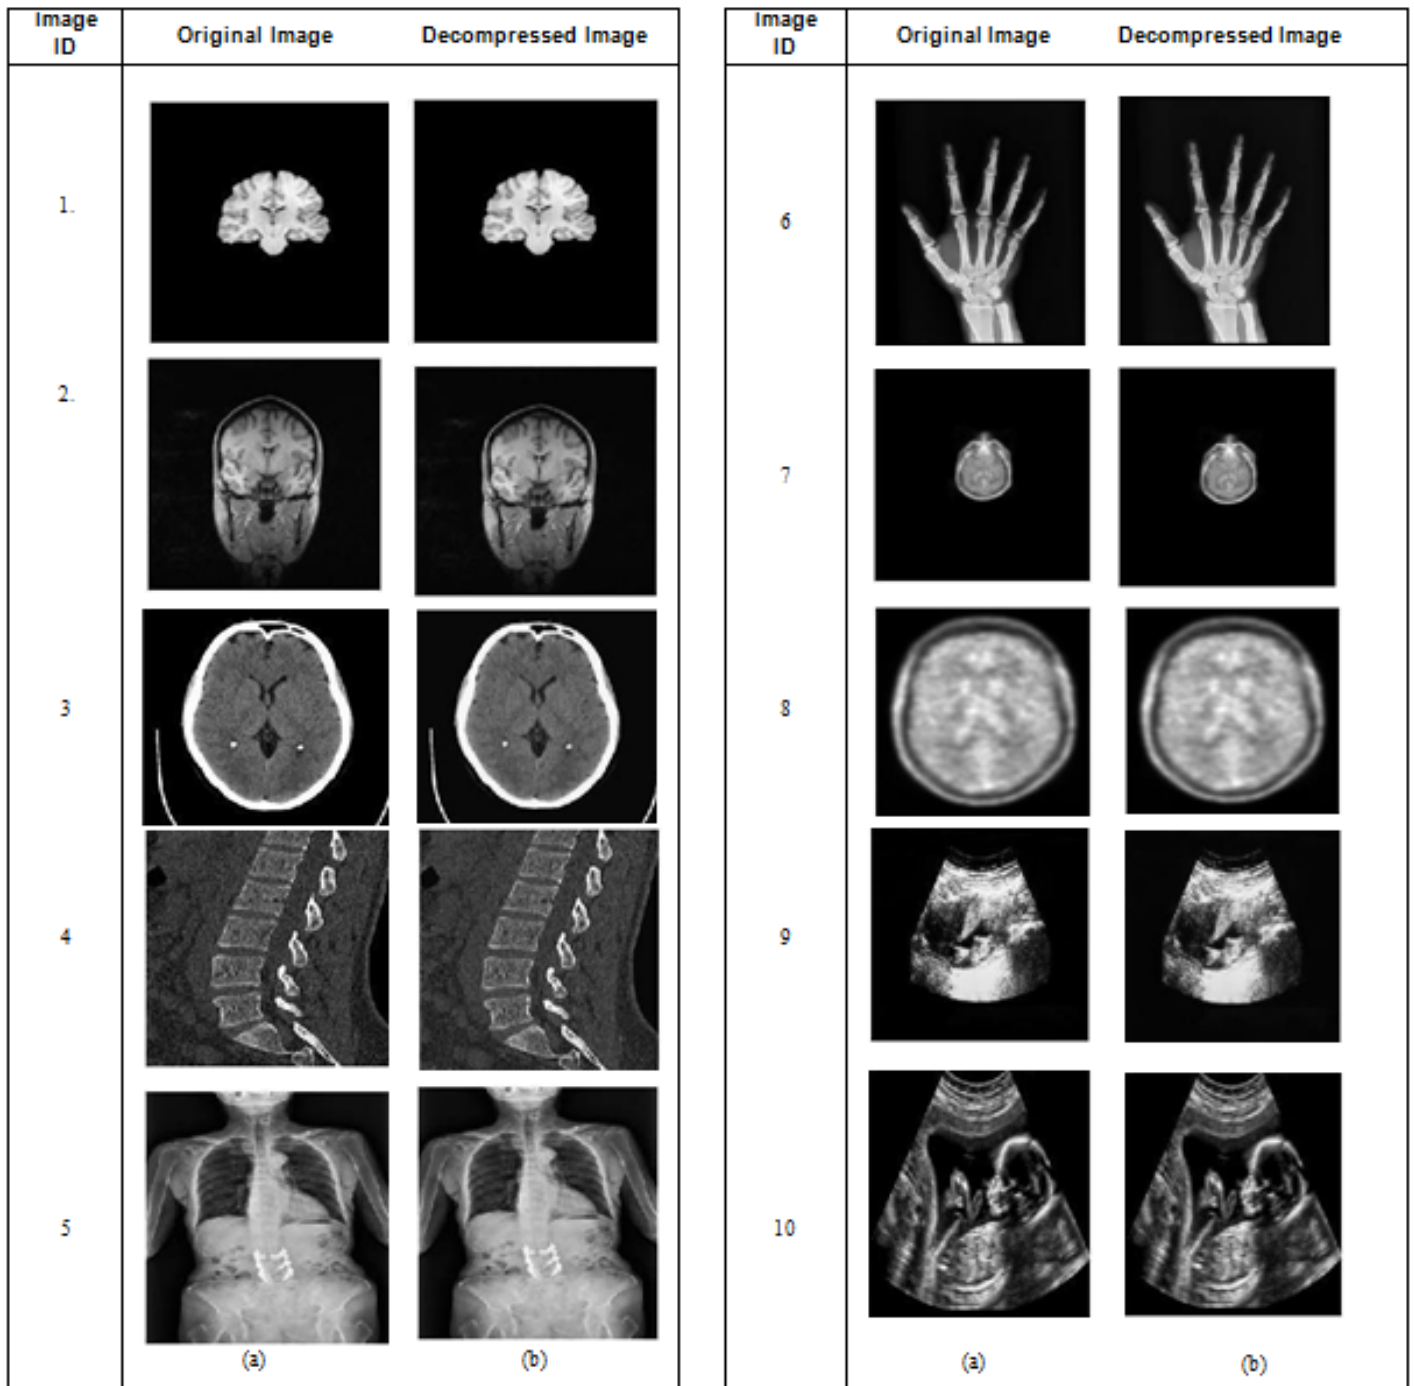 Image
ID
Original Image
Decompressed Image
1.
2.
3
4
5
(a)
(b)
Image
ID
Original Image
Decompressed Image
6
7
8
9
10
(a)
(b)